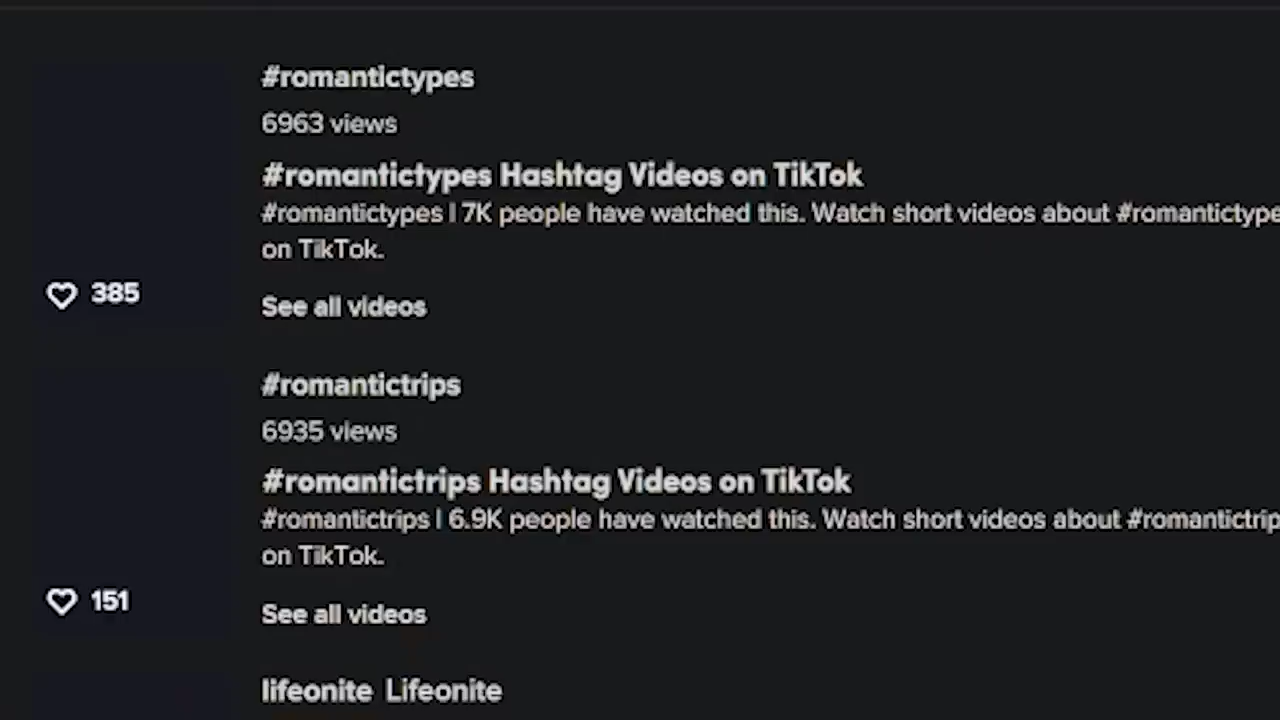 #romantictypes
6963 views
#romantictypes Hashtag Videos on TikTok
#romantictypes | 7K people have watched this. Watch short videos about #romantictype
on TikTok.
385
See all videos
#romantictrips
6935 views
#romantictrips Hashtag Videos on TikTok
#romantictrips | 6.9K people have watched this. Watch short videos about #romantictrip
on TikTok.
151
See all videos
lifeonite Lifeonite